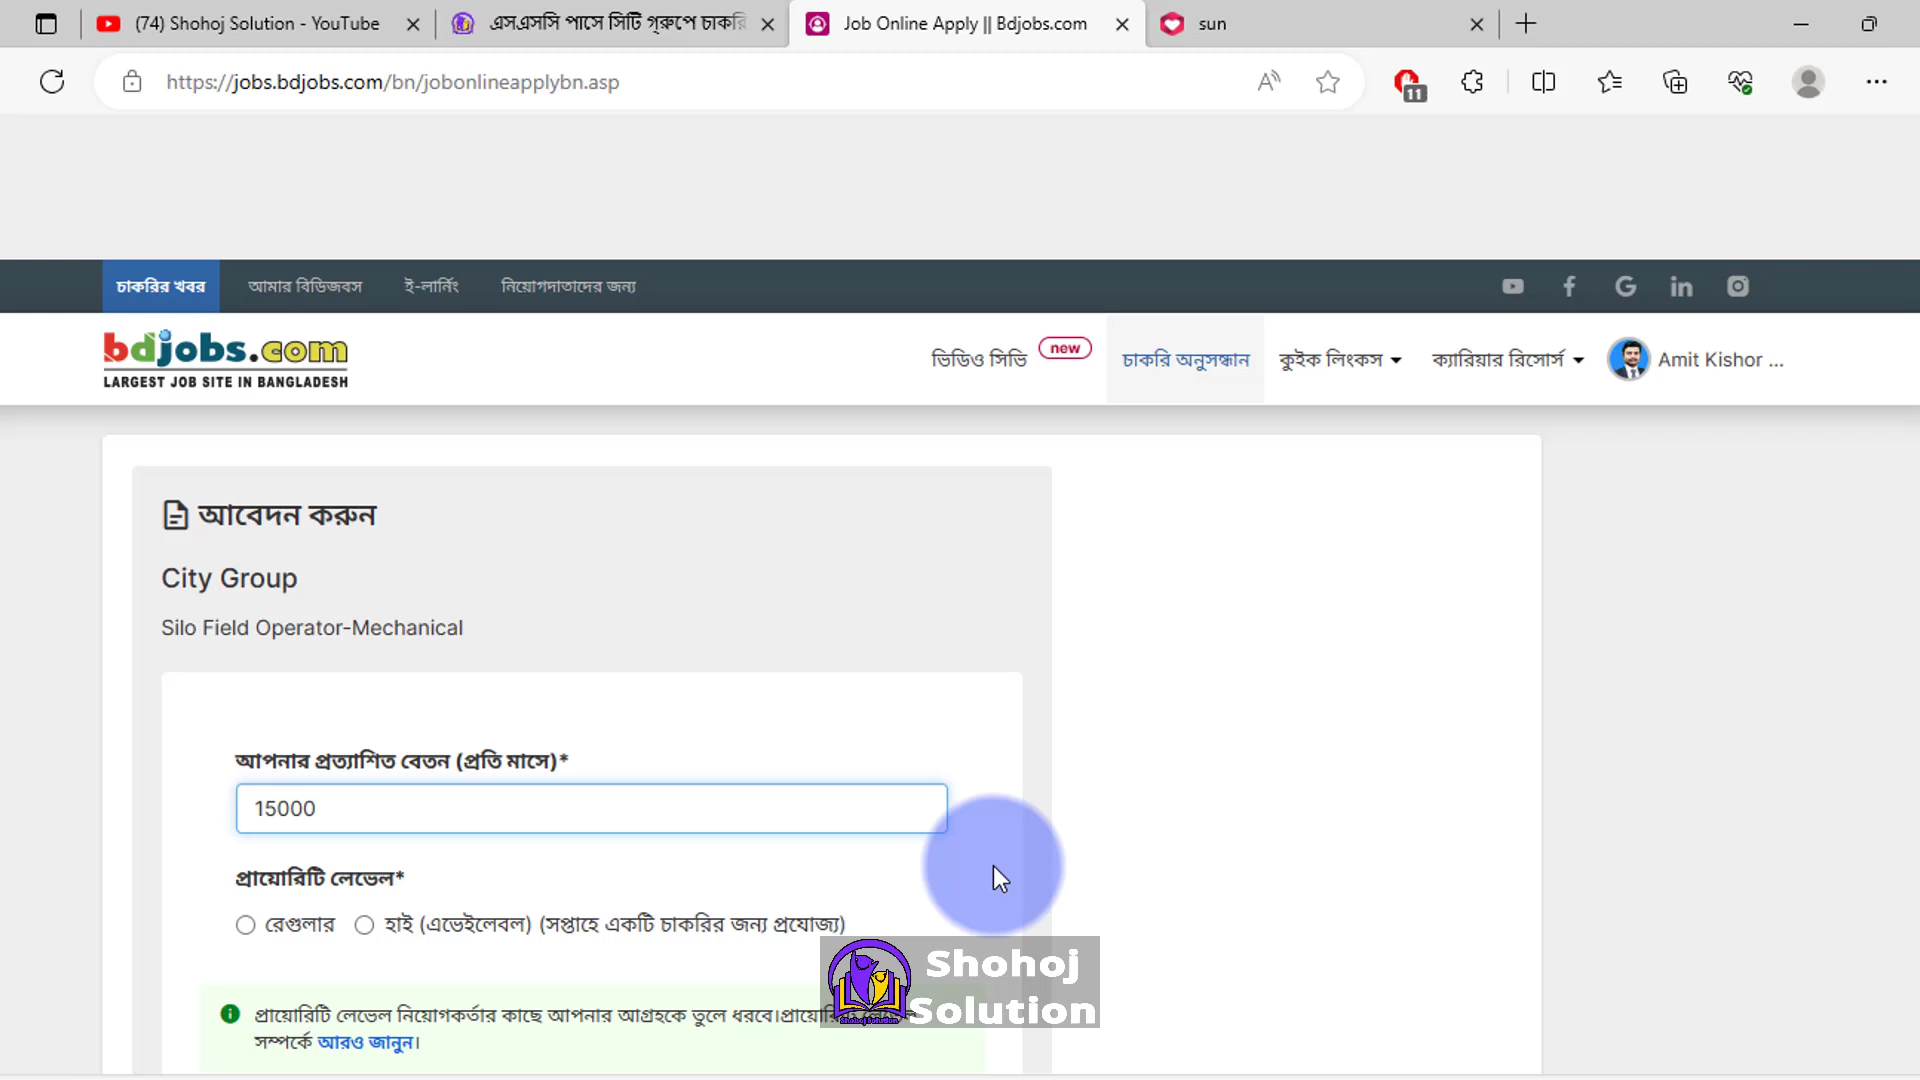 (74) Shohoj Solution - YouTube
এসএসসি পাসে সিটি গ্রুপে চাকরি
Job Online Apply || Bdjobs.com
sun
https://jobs.bdjobs.com/bn/jobonlineapplybn.asp
11
চাকরির খবর
আমার বিডিজবস
ই-লার্নিং
নিয়োগদাতাদের জন্য
bdjobs.com
LARGEST JOB SITE IN BANGLADESH
ভিডিও সিভি
new
চাকরি অনুসন্ধান
কুইক লিংকস
ক্যারিয়ার রিসোর্স
Amit Kishor ...
আবেদন করুন
City Group
Silo Field Operator-Mechanical
আপনার প্রত্যাশিত বেতন (প্রতি মাসে)*
15000
প্রায়োরিটি লেভেল*
রেগুলার
হাই (এভেইলেবল) (সপ্তাহে একটি চাকরির জন্য প্রযোজ্য)
প্রায়োরিটি লেভেল নিয়োগকর্তার কাছে আপনার আগ্রহকে তুলে ধরবে।
সম্পর্কে আরও জানুন।
Shohoj
Solution